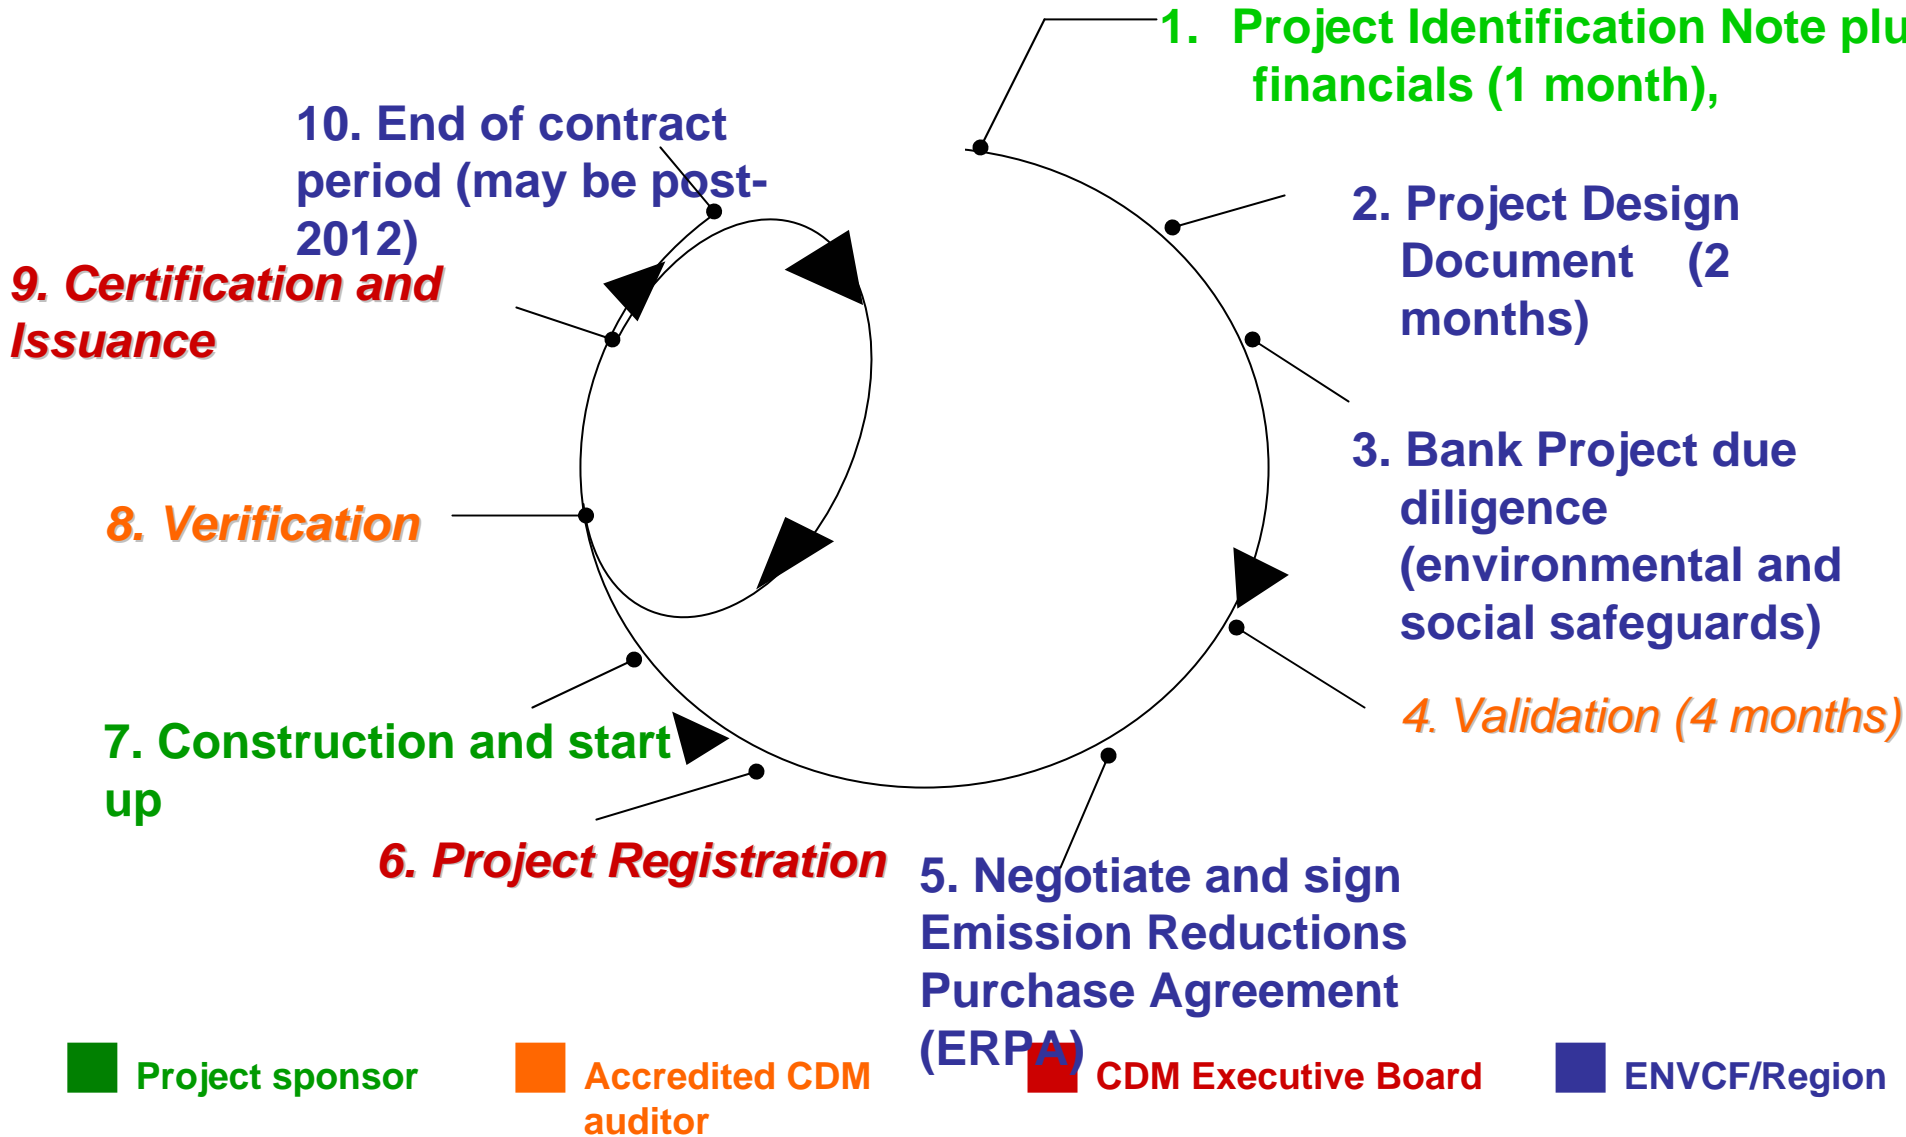 1. Project Identification Note plu
financials (1 month),
2. Project Design
Document (2
months)
3. Bank Project due
diligence
(environmental and
social safeguards)
4. Validation (4 months)
5. Negotiate and sign
Emission Reductions
Purchase Agreement
(ERPA)
6. Project Registration
7. Construction and start
up
8. Verification
9. Certification and
Issuance
10. End of contract
period (may be post-
2012)
Project sponsor
Accredited CDM
auditor
CDM Executive Board
ENVCF/Region